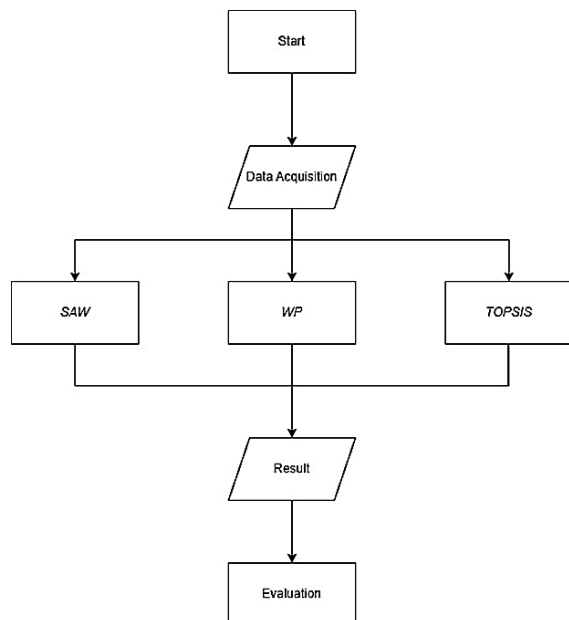 Start
Data Acquisition
SAW
WP
TOPSIS
Result
Evaluation